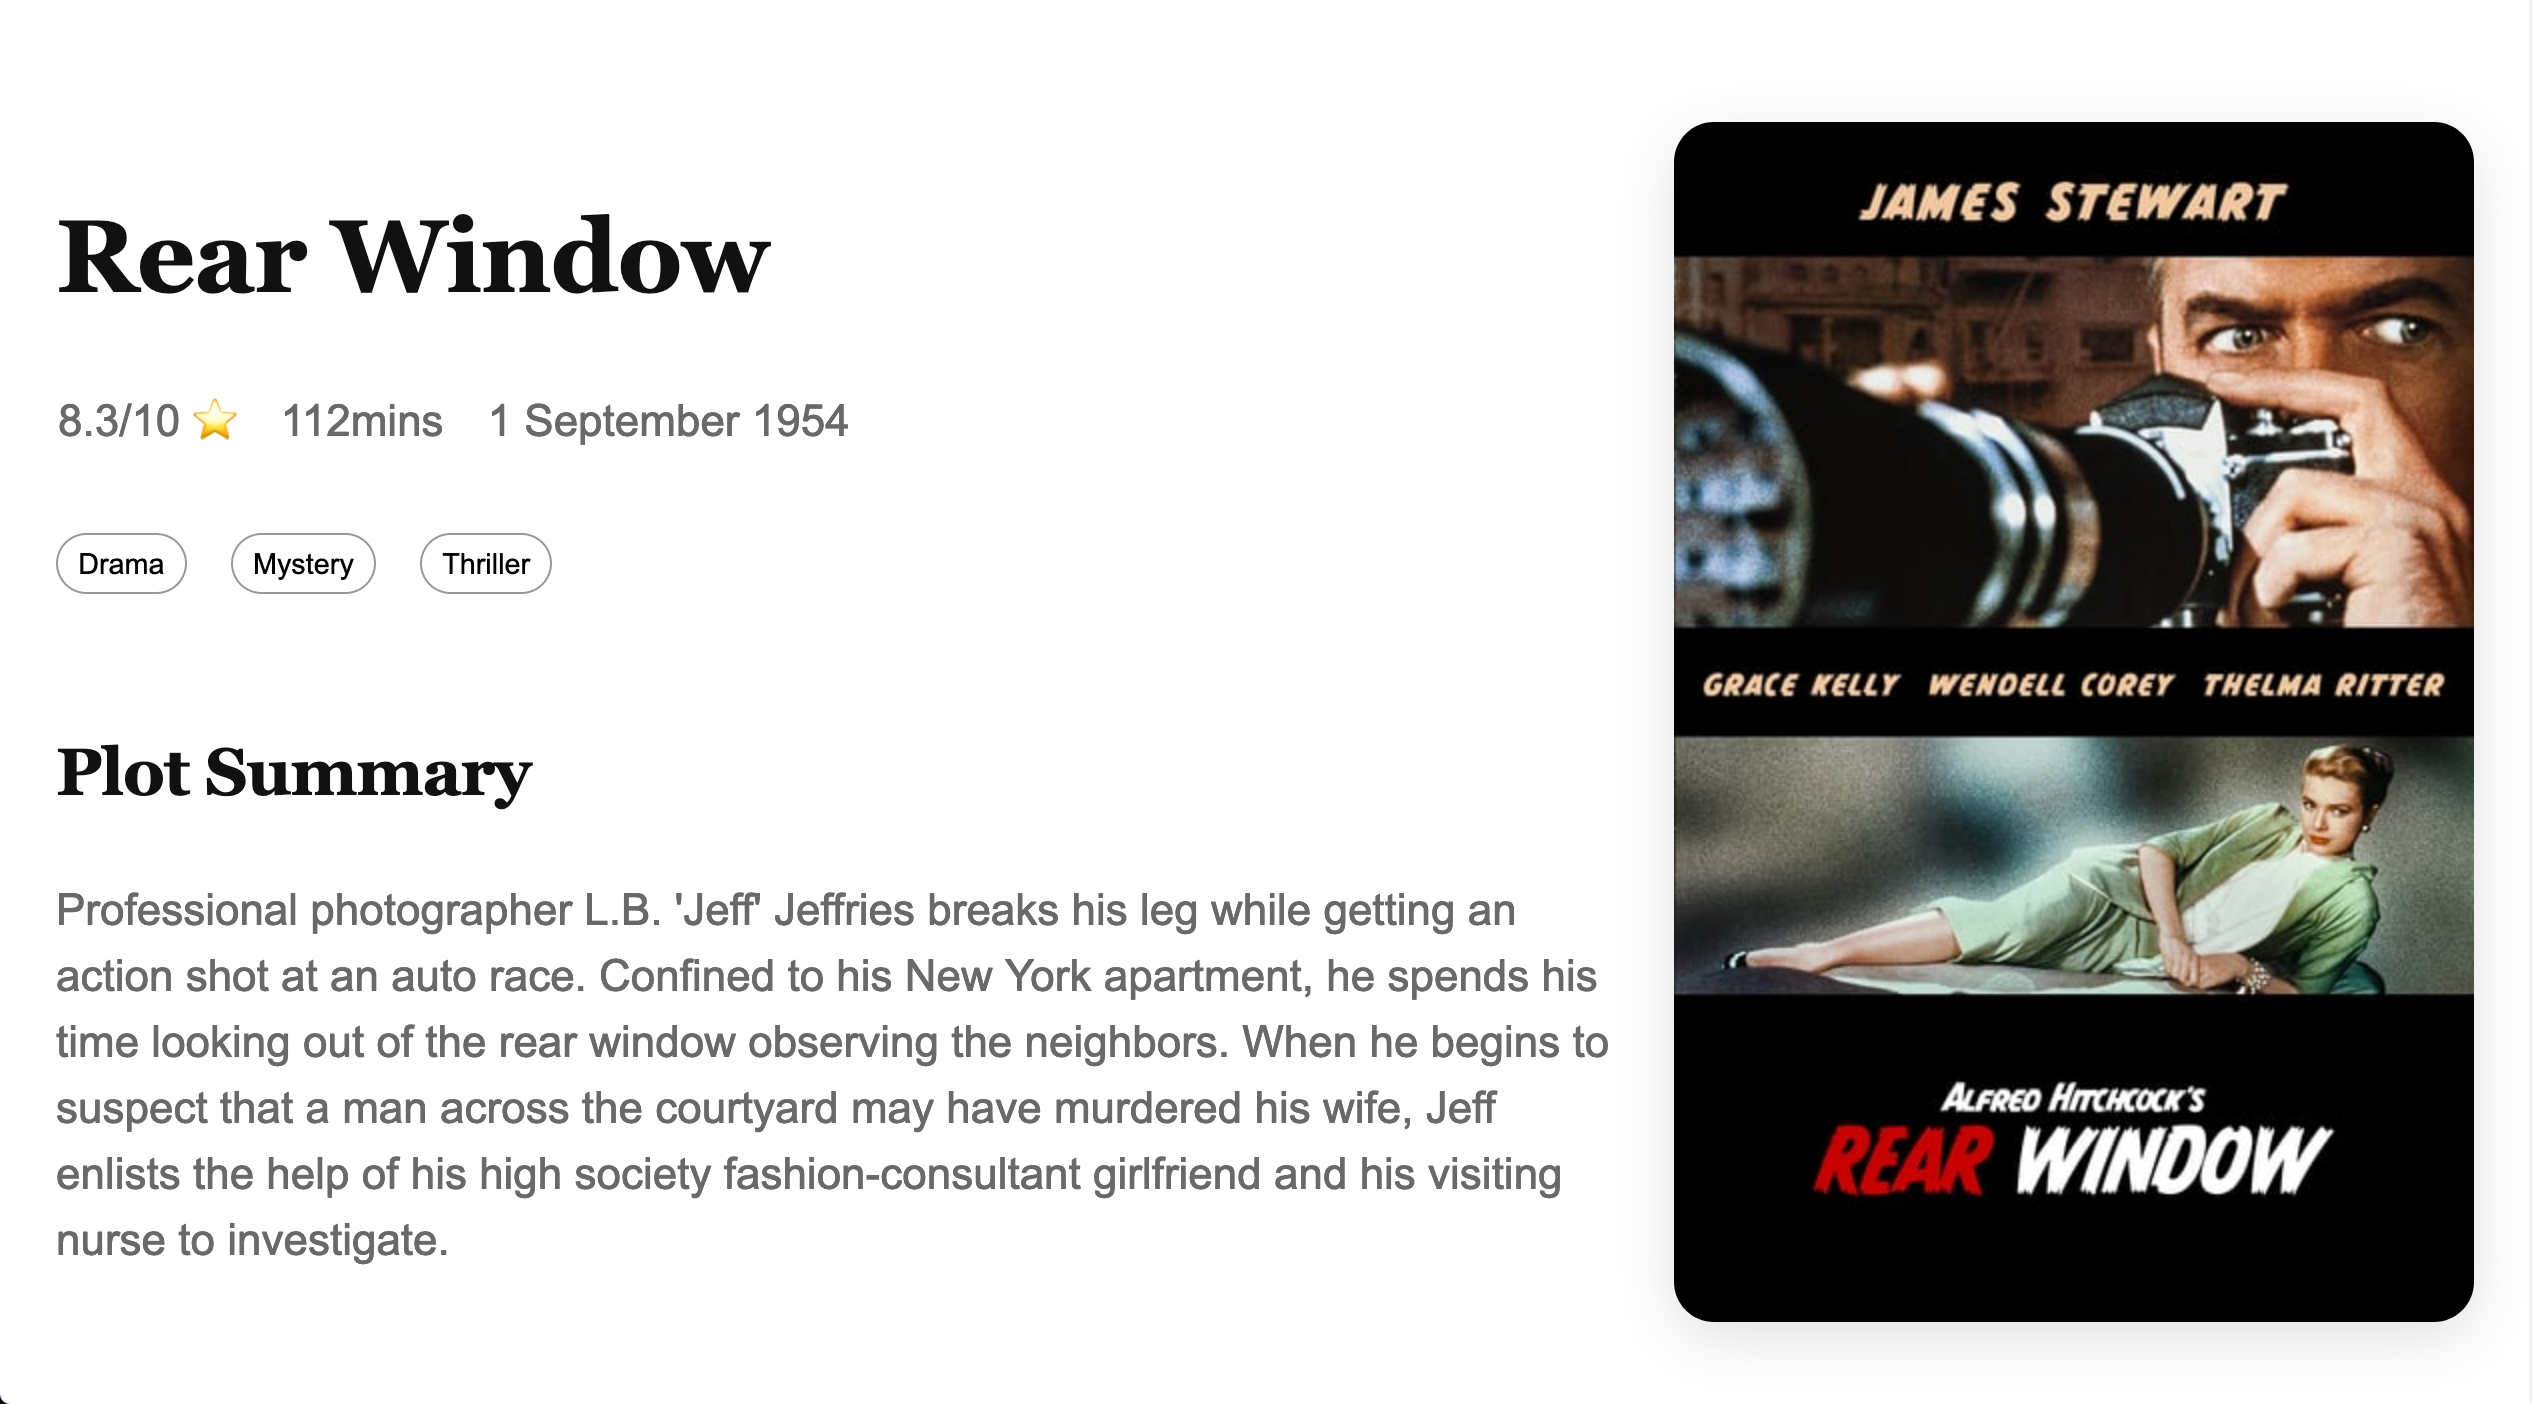 Rear Window
8.3/10 ⭐ 112mins 1 September 1954
Drama Mystery Thriller
Plot Summary
Professional photographer L.B. 'Jeff' Jeffries breaks his leg while getting an
action shot at an auto race. Confined to his New York apartment, he spends his
time looking out of the rear window observing the neighbors. When he begins to
suspect that a man across the courtyard may have murdered his wife, Jeff
enlists the help of his high society fashion-consultant girlfriend and his visiting
nurse to investigate.
JAMES STEWART
GRACE KELLY WENDELL COREY THELMA RITTER
ALFRED HITCHCOCK'S
REAR WINDOW